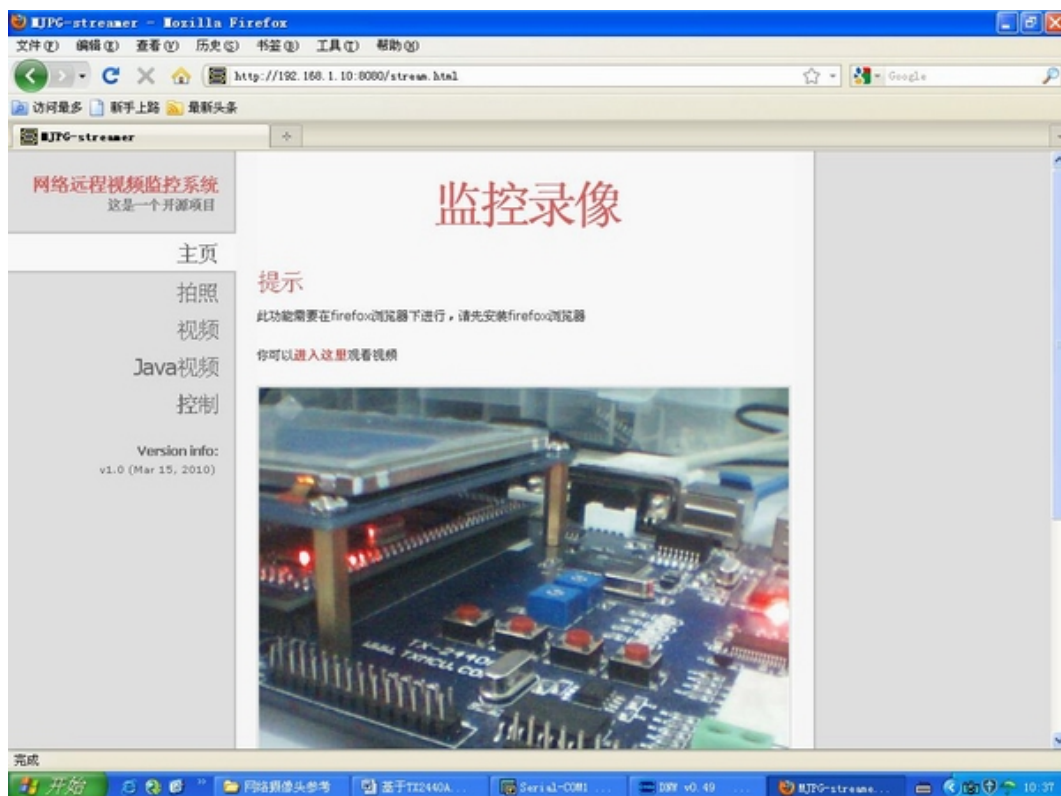 MJPG-streamer - Mozilla Firefox
文件(F) 编辑(E) 查看(V) 历史(S) 书签(B) 工具(T) 帮助(H)
http://192.168.1.10:8080/stream.html
Google
访问最多 新手上路 最新头条
MJPG-streamer
网络远程视频监控系统
这是一个开源项目
主页
拍照
视频
Java视频
控制
Version info:
v1.0 (Mar 15, 2010)
监控录像
提示
此功能需要在firefox浏览器下进行，请先安装firefox浏览器
你可以进入这里观看视频
TX-2440
完成
开始 网络摄像头参考 基于TX2440A... Serial-COM1 ... DNW v0.49 ... MJPG-streame... 10:37